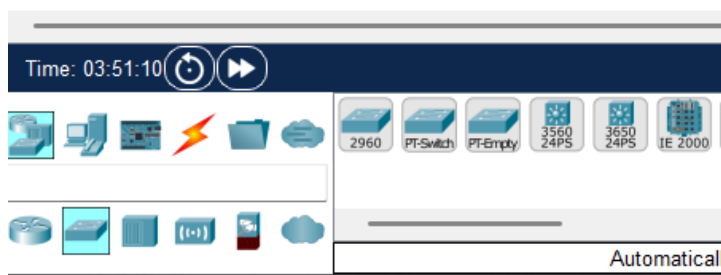 Time: 03:51:10
2960
PT-Switch
PT-Empty
3560
24PS
3650
24PS
IE 2000
Automatical